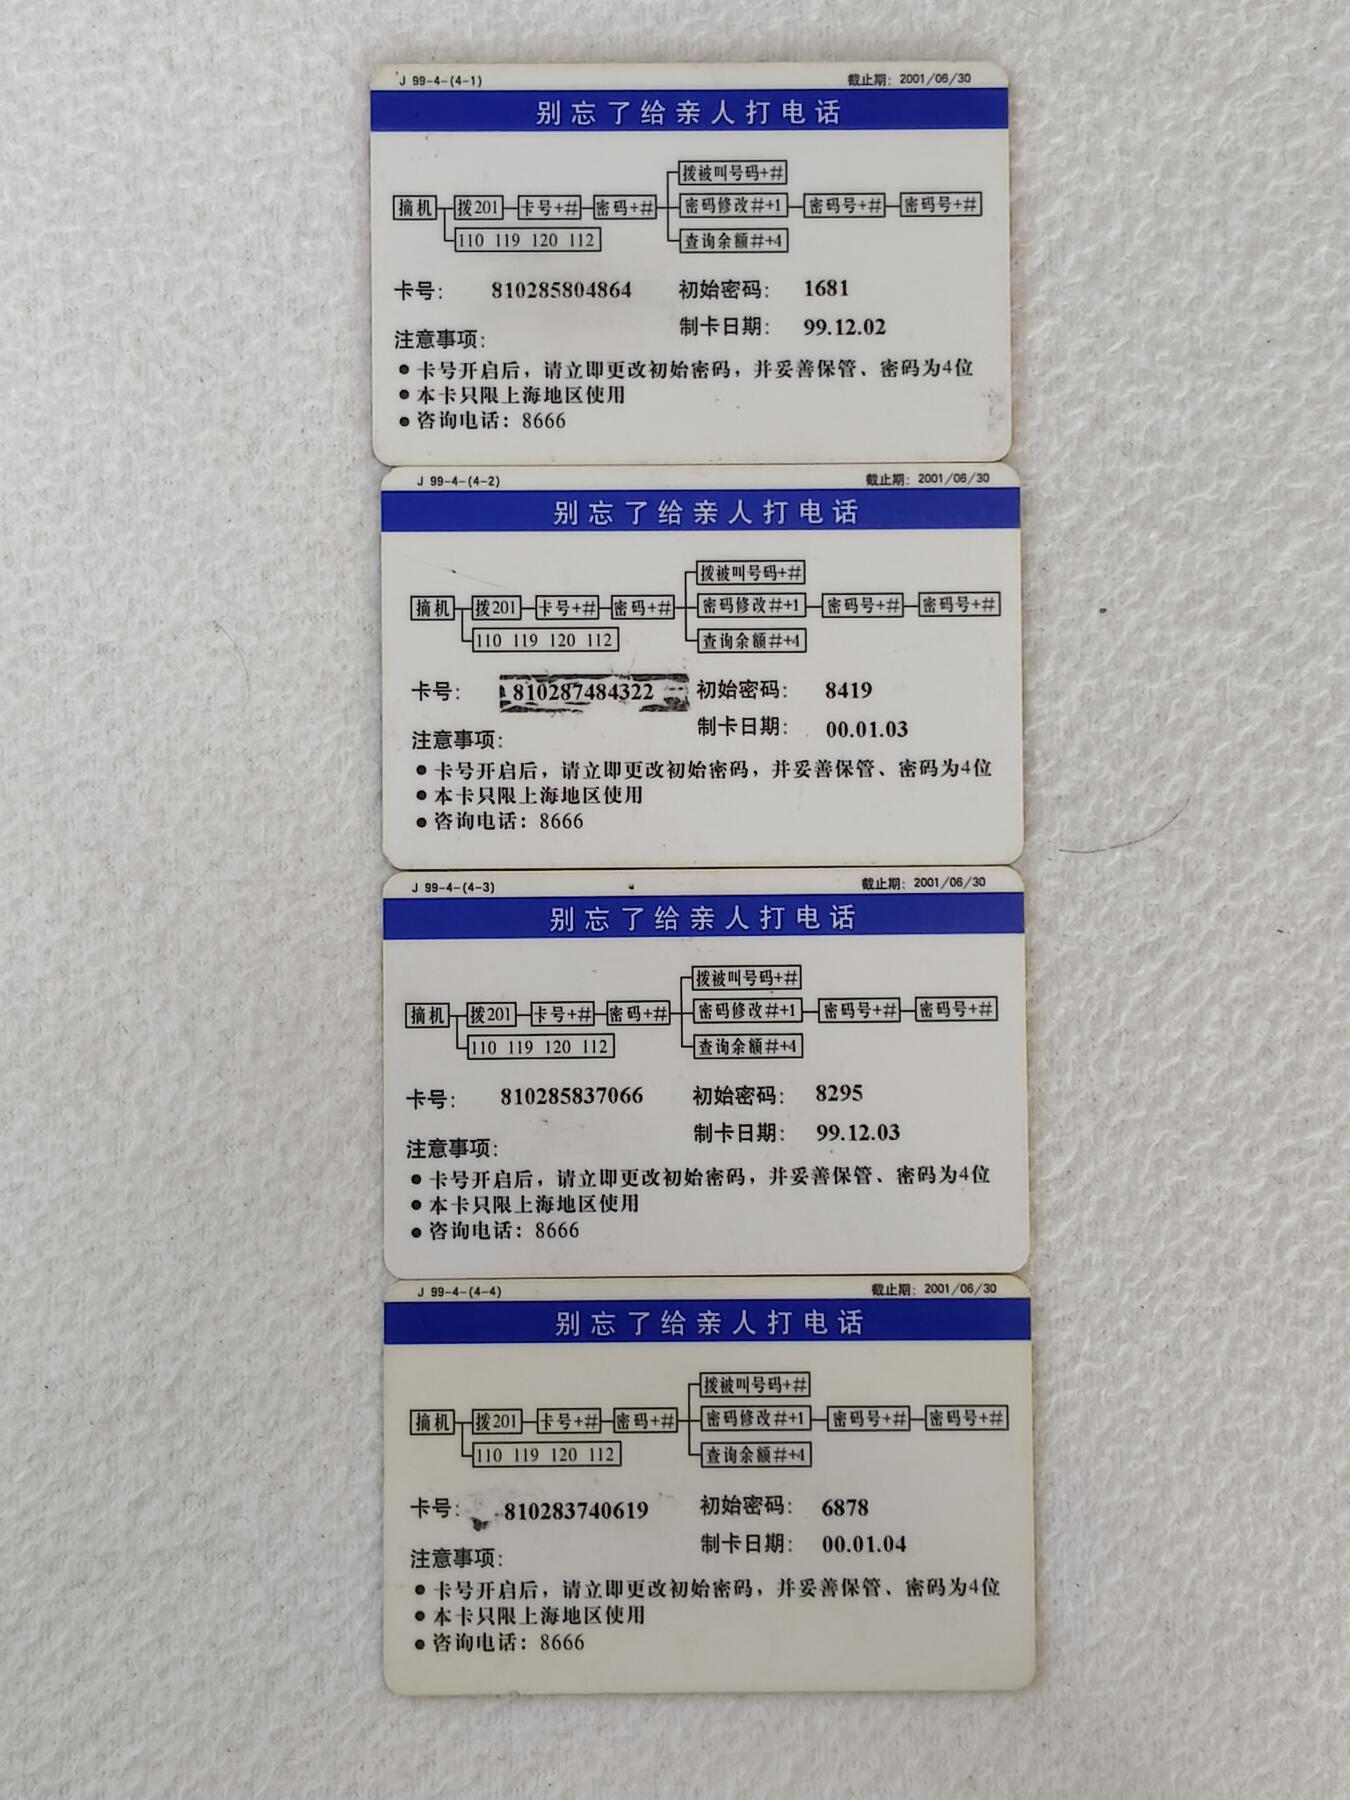 J 99-4-(4-1) 截止期：2001/06/30
别忘了给亲人打电话
拨被叫号码+#
摘机 拨201 卡号+# 密码+# 密码修改#+1 密码号+# 密码号+#
110 119 120 112 查询余额#+4
卡号： 810285804864 初始密码： 1681
制卡日期： 99.12.02
注意事项：
●卡号开启后，请立即更改初始密码，并妥善保管、密码为4位
●本卡只限上海地区使用
●咨询电话：8666
J 99-4-(4-2) 截止期：2001/06/30
别忘了给亲人打电话
拨被叫号码+#
摘机 拨201 卡号+# 密码+# 密码修改#+1 密码号+# 密码号+#
110 119 120 112 查询余额#+4
卡号： 810287484322 初始密码： 8419
制卡日期： 00.01.03
注意事项：
●卡号开启后，请立即更改初始密码，并妥善保管、密码为4位
●本卡只限上海地区使用
●咨询电话：8666
J 99-4-(4-3) 截止期：2001/06/30
别忘了给亲人打电话
拨被叫号码+#
摘机 拨201 卡号+# 密码+# 密码修改#+1 密码号+# 密码号+#
110 119 120 112 查询余额#+4
卡号： 810285837066 初始密码： 8295
制卡日期： 99.12.03
注意事项：
●卡号开启后，请立即更改初始密码，并妥善保管、密码为4位
●本卡只限上海地区使用
●咨询电话：8666
J 99-4-(4-4) 截止期：2001/06/30
别忘了给亲人打电话
拨被叫号码+#
摘机 拨201 卡号+# 密码+# 密码修改#+1 密码号+# 密码号+#
110 119 120 112 查询余额#+4
卡号： 810283740619 初始密码： 6878
制卡日期： 00.01.04
注意事项：
●卡号开启后，请立即更改初始密码，并妥善保管、密码为4位
●本卡只限上海地区使用
●咨询电话：8666